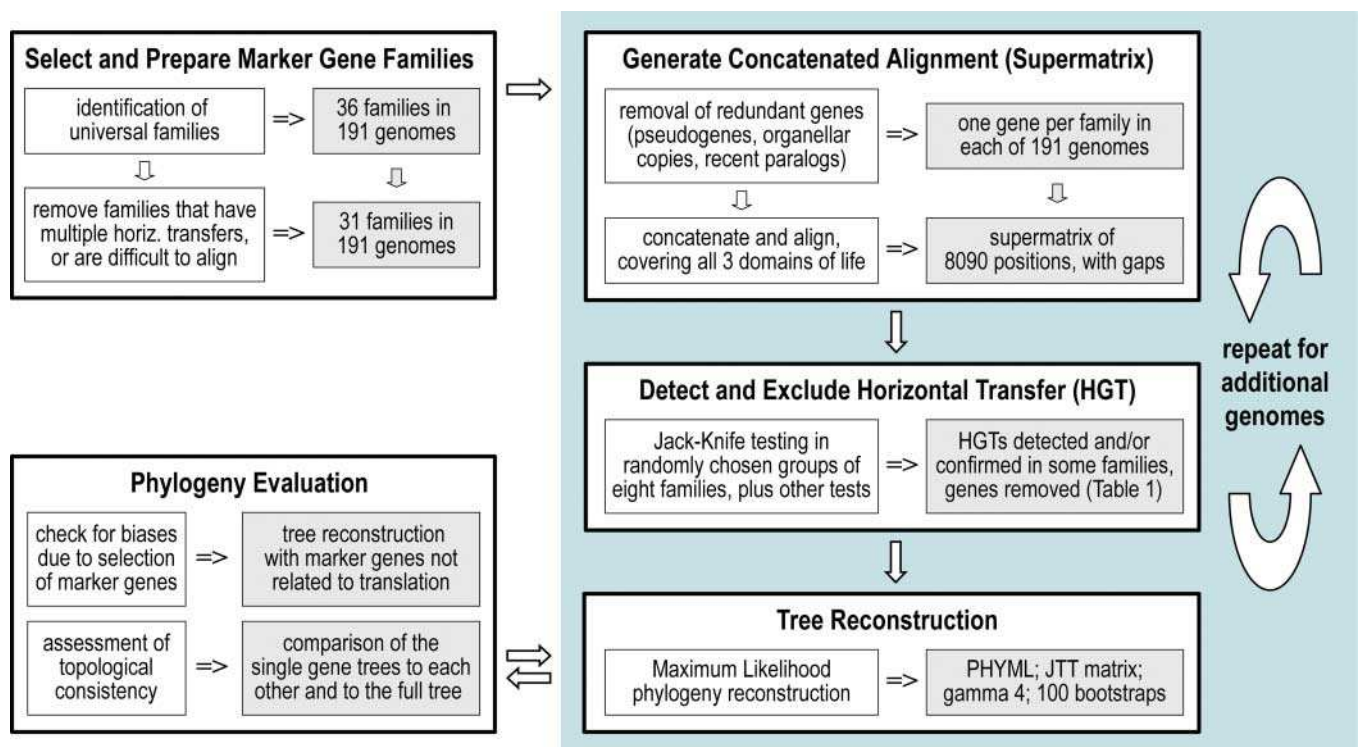 Select and Prepare Marker Gene Families
identification of
universal families
=>
36 families in
191 genomes
remove families that have
multiple horiz. transfers,
or are difficult to align
=>
31 families in
191 genomes
Generate Concatenated Alignment (Supermatrix)
removal of redundant genes
(pseudogenes, organellar
copies, recent paralogs)
=>
one gene per family in
each of 191 genomes
concatenate and align,
covering all 3 domains of life
=>
supermatrix of
8090 positions, with gaps
repeat for
additional
genomes
Detect and Exclude Horizontal Transfer (HGT)
Jack-Knife testing in
randomly chosen groups of
eight families, plus other tests
=>
HGTs detected and/or
confirmed in some families,
genes removed (Table 1)
Phylogeny Evaluation
check for biases
due to selection
of marker genes
=>
tree reconstruction
with marker genes not
related to translation
assessment of
topological
consistency
=>
comparison of the
single gene trees to each
other and to the full tree
Tree Reconstruction
Maximum Likelihood
phylogeny reconstruction
=>
PHYML; JTT matrix;
gamma 4; 100 bootstraps